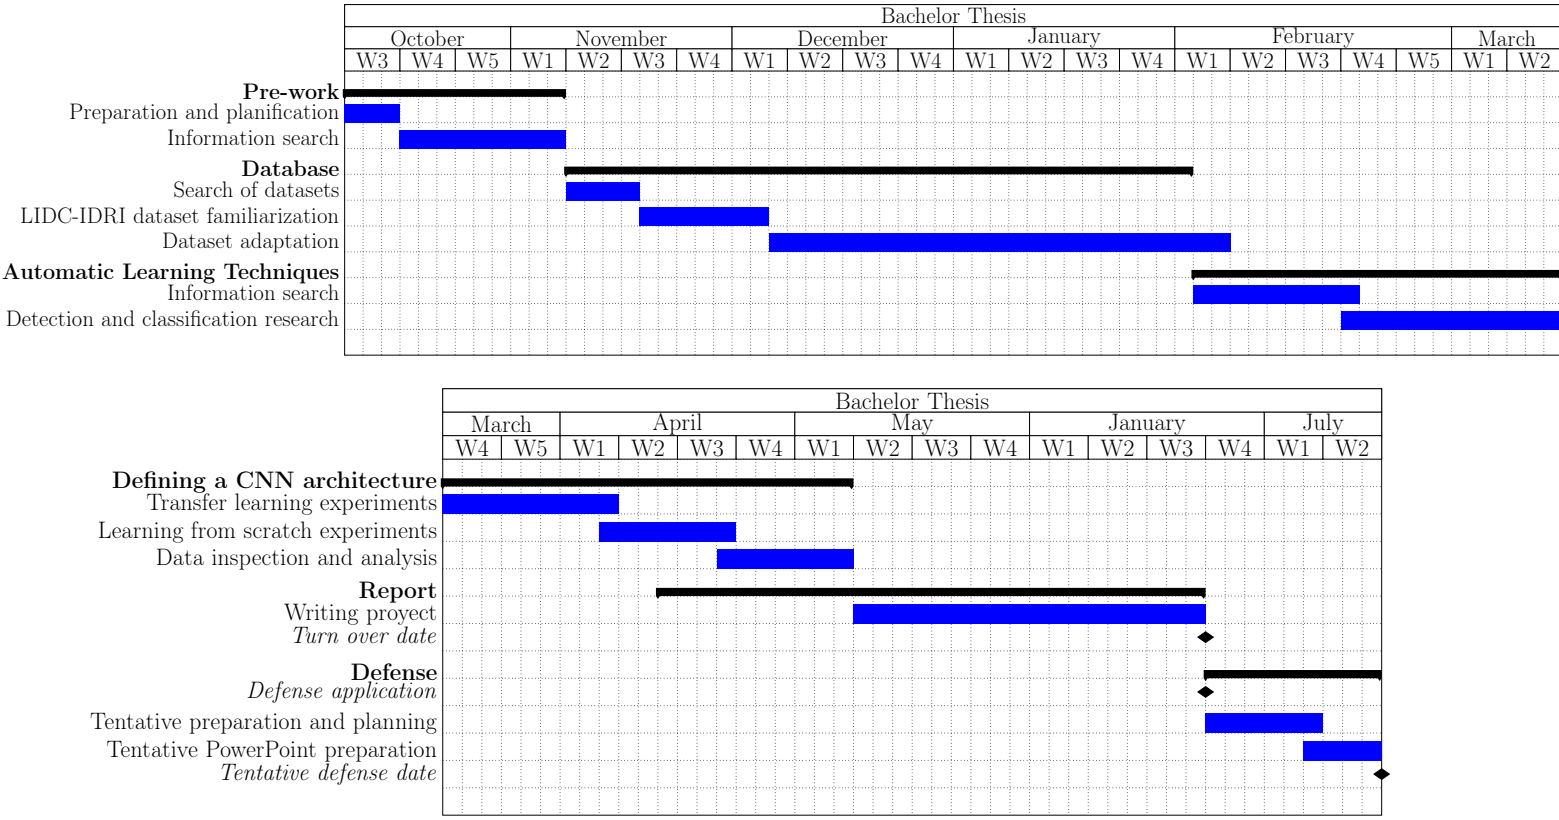 Bachelor Thesis
October November December January February March
W3 W4 W5 W1 W2 W3 W4 W1 W2 W3 W4 W1 W2 W3 W4 W1 W2 W3 W4 W5 W1 W2
Pre-work
Preparation and planification
Information search
Database
Search of datasets
LIDC-IDRI dataset familiarization
Dataset adaptation
Automatic Learning Techniques
Information search
Detection and classification research
Bachelor Thesis
March April May January July
W4 W5 W1 W2 W3 W4 W1 W2 W3 W4 W1 W2 W3 W4 W1 W2
Defining a CNN architecture
Transfer learning experiments
Learning from scratch experiments
Data inspection and analysis
Report
Writing proyect
Turn over date
Defense
Defense application
Tentative preparation and planning
Tentative PowerPoint preparation
Tentative defense date